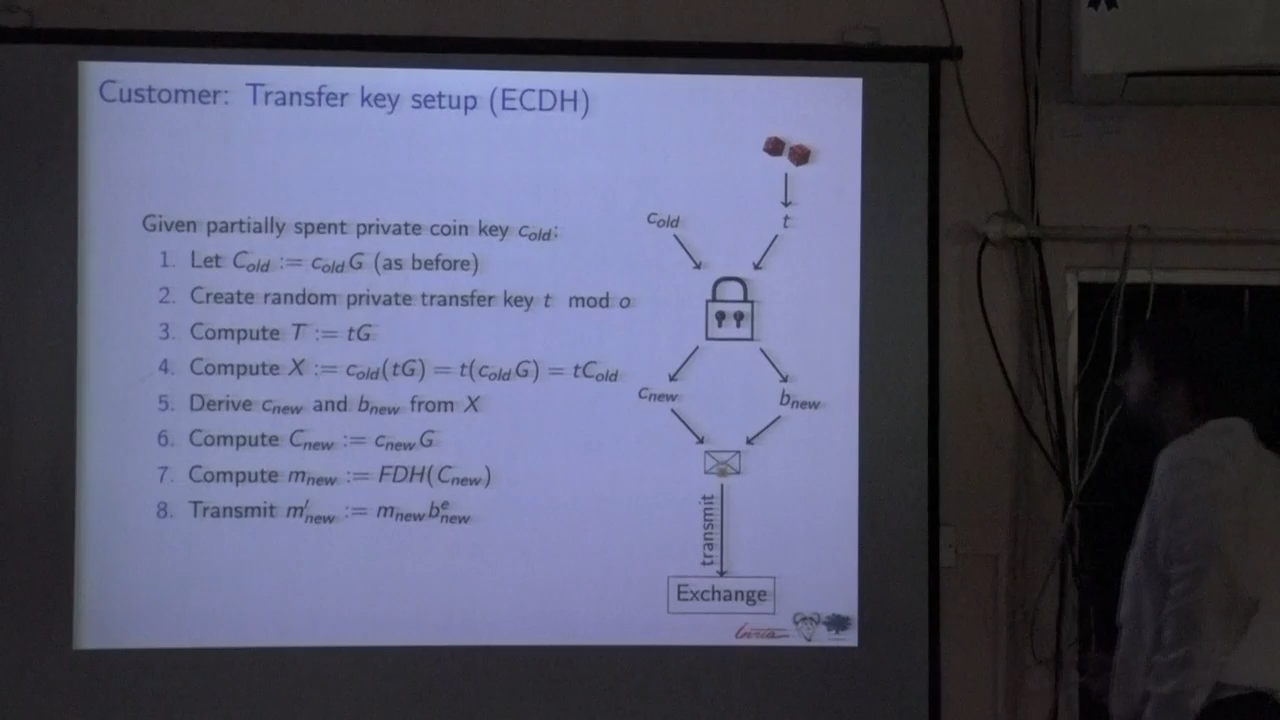 Customer: Transfer key setup (ECDH)
Given partially spent private coin key c_old:
1. Let C_old := c_old G (as before)
2. Create random private transfer key t mod o
3. Compute T := tG
4. Compute X := c_old(tG) = t(c_old G) = tC_old
5. Derive c_new and b_new from X
6. Compute C_new := c_new G
7. Compute m_new := FDH(C_new)
8. Transmit m'_new := m_new b^e_new
c_old
t
c_new
b_new
transmit
Exchange
Inria